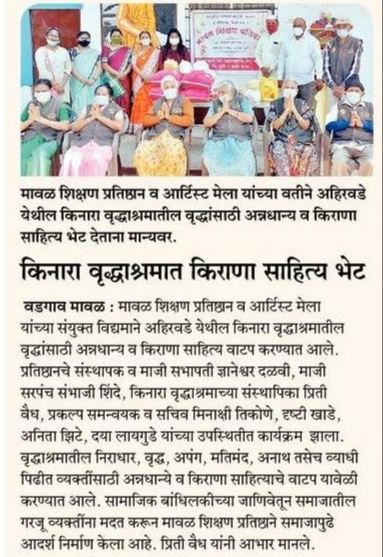 मावळ शिक्षण प्रतिष्ठान व आर्टिस्ट मेला यांच्या वतीने अहिरवडे
येथील किनारा वृद्धाश्रमातील वृद्धांसाठी अन्नधान्य व किराणा
साहित्य भेट देताना मान्यवर.
किनारा वृद्धाश्रमात किराणा साहित्य भेट
वडगाव मावळ : मावळ शिक्षण प्रतिष्ठान व आर्टिस्ट मेला
यांच्या संयुक्त विद्यमाने अहिरवडे येथील किनारा वृद्धाश्रमातील
वृद्धांसाठी अन्नधान्य व किराणा साहित्य वाटप करण्यात आले.
प्रतिष्ठानचे संस्थापक व माजी सभापती ज्ञानेश्वर दळवी, माजी
सरपंच संभाजी शिंदे, किनारा वृद्धाश्रमाच्या संस्थापिका प्रिती
वैध, प्रकल्प समन्वयक व सचिव मिनाक्षी तिकोणे, दृष्टी खाडे,
अनिता झिटे, दया लायगुडे यांच्या उपस्थितीत कार्यक्रम झाला.
वृद्धाश्रमातील निराधार, वृद्ध, अपंग, मतिमंद, अनाथ तसेच व्याधी
पिढीत व्यक्तींसाठी अन्नधान्ये व किराणा साहित्याचे वाटप यावेळी
करण्यात आले. सामाजिक बांधिलकीच्या जाणिवेतून समाजातील
गरजू व्यक्तींना मदत करून मावळ शिक्षण प्रतिष्ठाने समाजापुढे
आदर्श निर्माण केला आहे. प्रिती वैध यांनी आभार मानले.